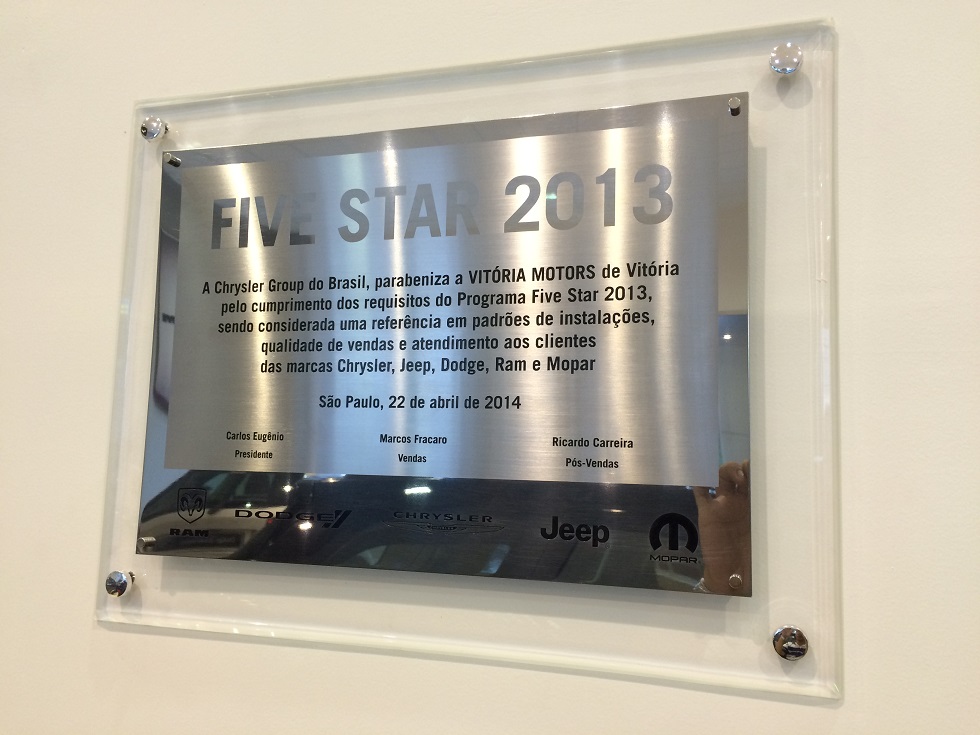 FIVE STAR 2013
A Chrysler Group do Brasil, parabeniza a VITÓRIA MOTORS de Vitória
pelo cumprimento dos requisitos do Programa Five Star 2013,
sendo considerada uma referência em padrões de instalações,
qualidade de vendas e atendimento aos clientes
das marcas Chrysler, Jeep, Dodge, Ram e Mopar
São Paulo, 22 de abril de 2014
Carlos Eugênio Marcos Fracaro Ricardo Carreira
Presidente Vendas Pós-Vendas
RAM DODGE CHRYSLER Jeep MOPAR